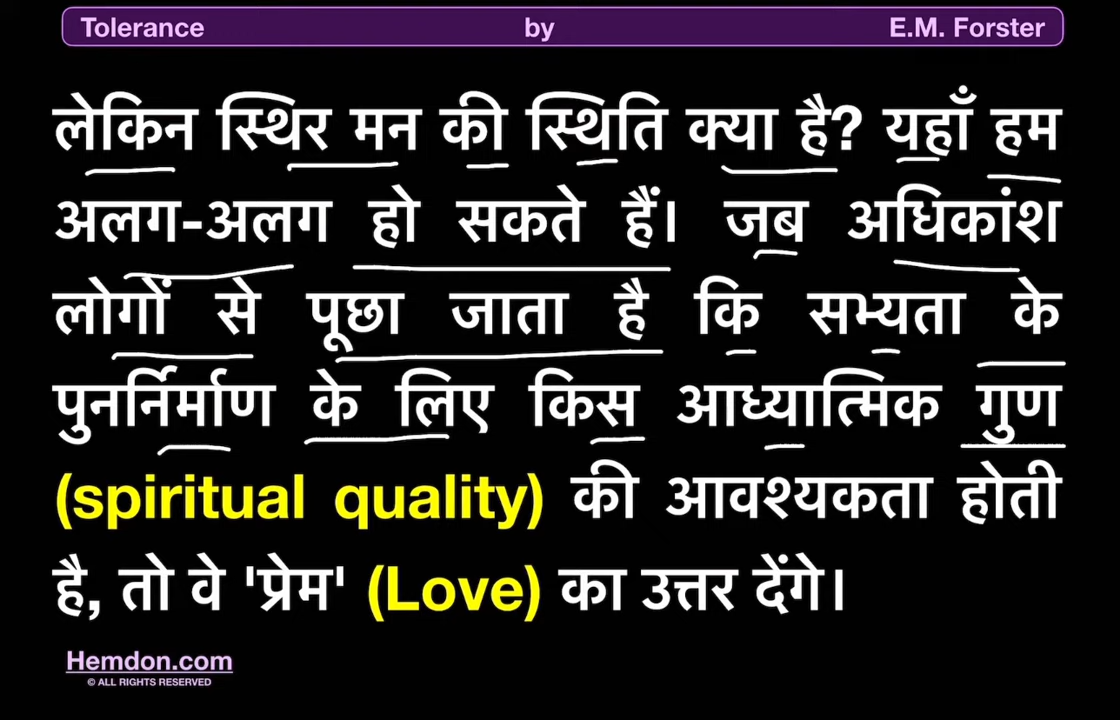 Tolerance by E.M. Forster
लेकिन स्थिर मन की स्थिति क्या है? यहाँ हम
अलग-अलग हो सकते हैं। जब अधिकांश
लोगों से पूछा जाता है कि सभ्यता के
पुनर्निर्माण के लिए किस आध्यात्मिक गुण
(spiritual quality) की आवश्यकता होती
है, तो वे 'प्रेम' (Love) का उत्तर देंगे।
Hemdon.com
© ALL RIGHTS RESERVED